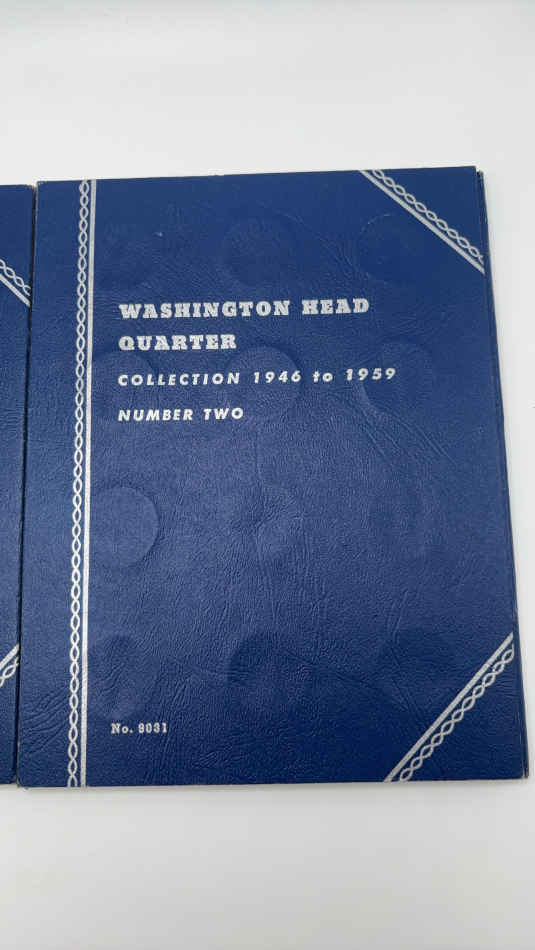 WASHINGTON HEAD
QUARTER
COLLECTION 1946 to 1959
NUMBER TWO
No. 9031